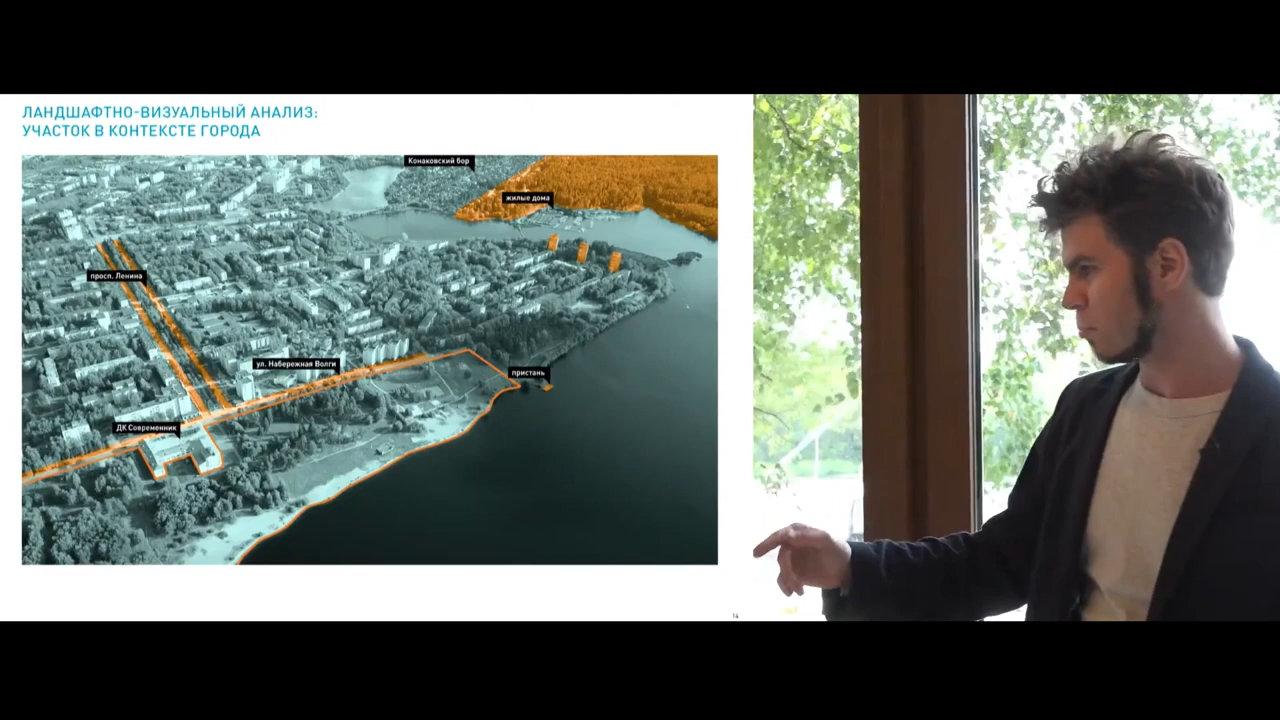 ЛАНДШАФТНО-ВИЗУАЛЬНЫЙ АНАЛИЗ:
УЧАСТОК В КОНТЕКСТЕ ГОРОДА
Конаковский бор
жилые дома
просп. Ленина
ул. Набережная Волги
пристань
ДК Современник
14